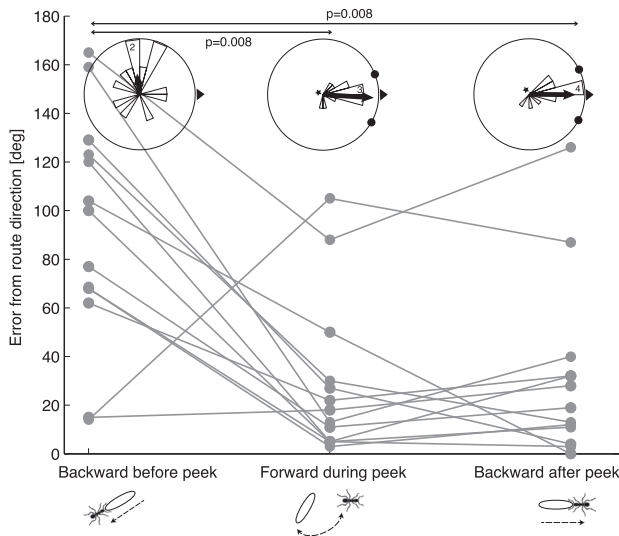 p=0.008
p=0.008
180
160
140
120
100
80
60
40
20
0
Error from route direction [deg]
2
3
4
Backward before peek
Forward during peek
Backward after peek